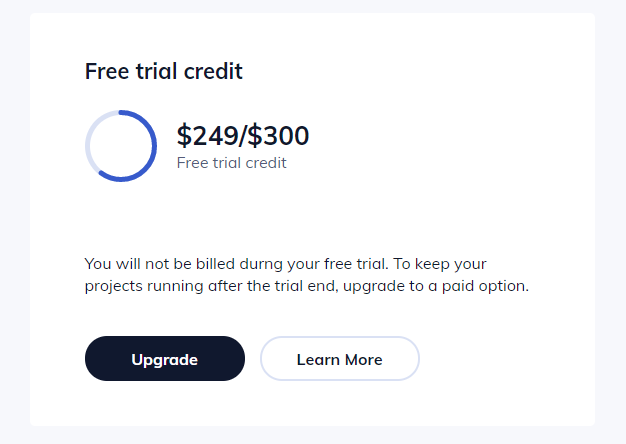 Free trial credit
$249/$300
Free trial credit
You will not be billed durng your free trial. To keep your
projects running after the trial end, upgrade to a paid option.
Upgrade
Learn More